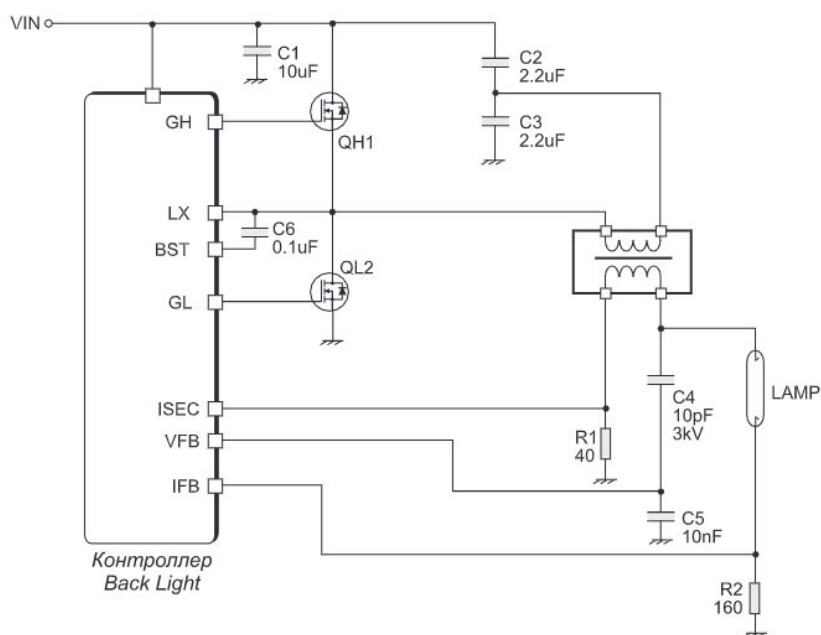 VIN
C1
10uF
C2
2.2uF
C3
2.2uF
GH
QH1
LX
C6
0.1uF
BST
QL2
GL
ISEC
VFB
IFB
R1
40
C4
10pF
3kV
LAMP
C5
10nF
R2
160
Контроллер
Back Light